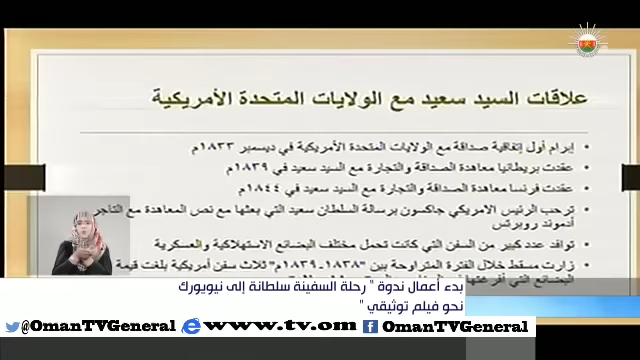 علاقات السيد سعيد مع الولايات المتحدة الأمريكية
إبرام أول إتفاقية صداقة مع الولايات المتحدة الأمريكية في ديسمبر ١٨٣٣م
عقدت بريطانيا معاهدة الصداقة والتجارة مع السيد سعيد في ١٨٣٩م
عقدت فرنسا معاهدة الصداقة والتجارة مع السيد سعيد في ١٨٤٤م
ترحب الرئيس الامريكي جاكسون برسالة السلطان سعيد التي بعثها مع نص المعاهدة مع التاجر
أدموند روبرتس
توافد عدد كبير من السفن التي كانت تحمل مختلف البضائع الاستهلاكية والعسكرية
زارت مسقط خلال الفترة المتراوحة بين "١٨٣٨-١٨٣٩م" ثلاث سفن أمريكية بلغت قيمة
البضائع التي أفرغتها
بدء أعمال ندوة " رحلة السفينة سلطانة إلى نيويورك
نحو فيلم توثيقي "
@OmanTVGeneral www.tv.om OmanTVGeneral